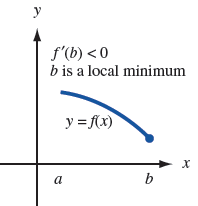 y
f′(b) < 0
b is a local minimum
y = f(x)
x
a
b